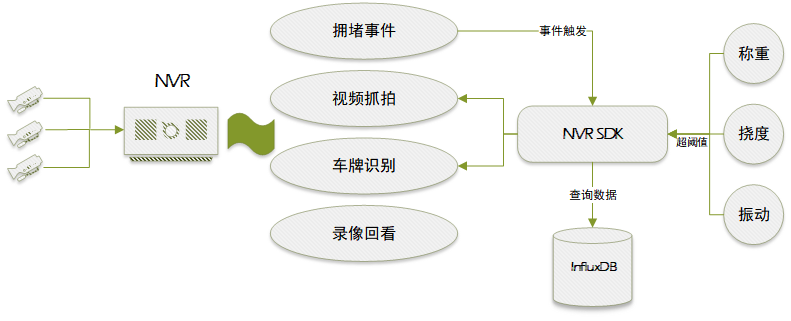 拥堵事件
事件触发
称重
NVR
视频抓拍
NVR SDK
超阈值
挠度
车牌识别
查询数据
振动
录像回看
InfluxDB